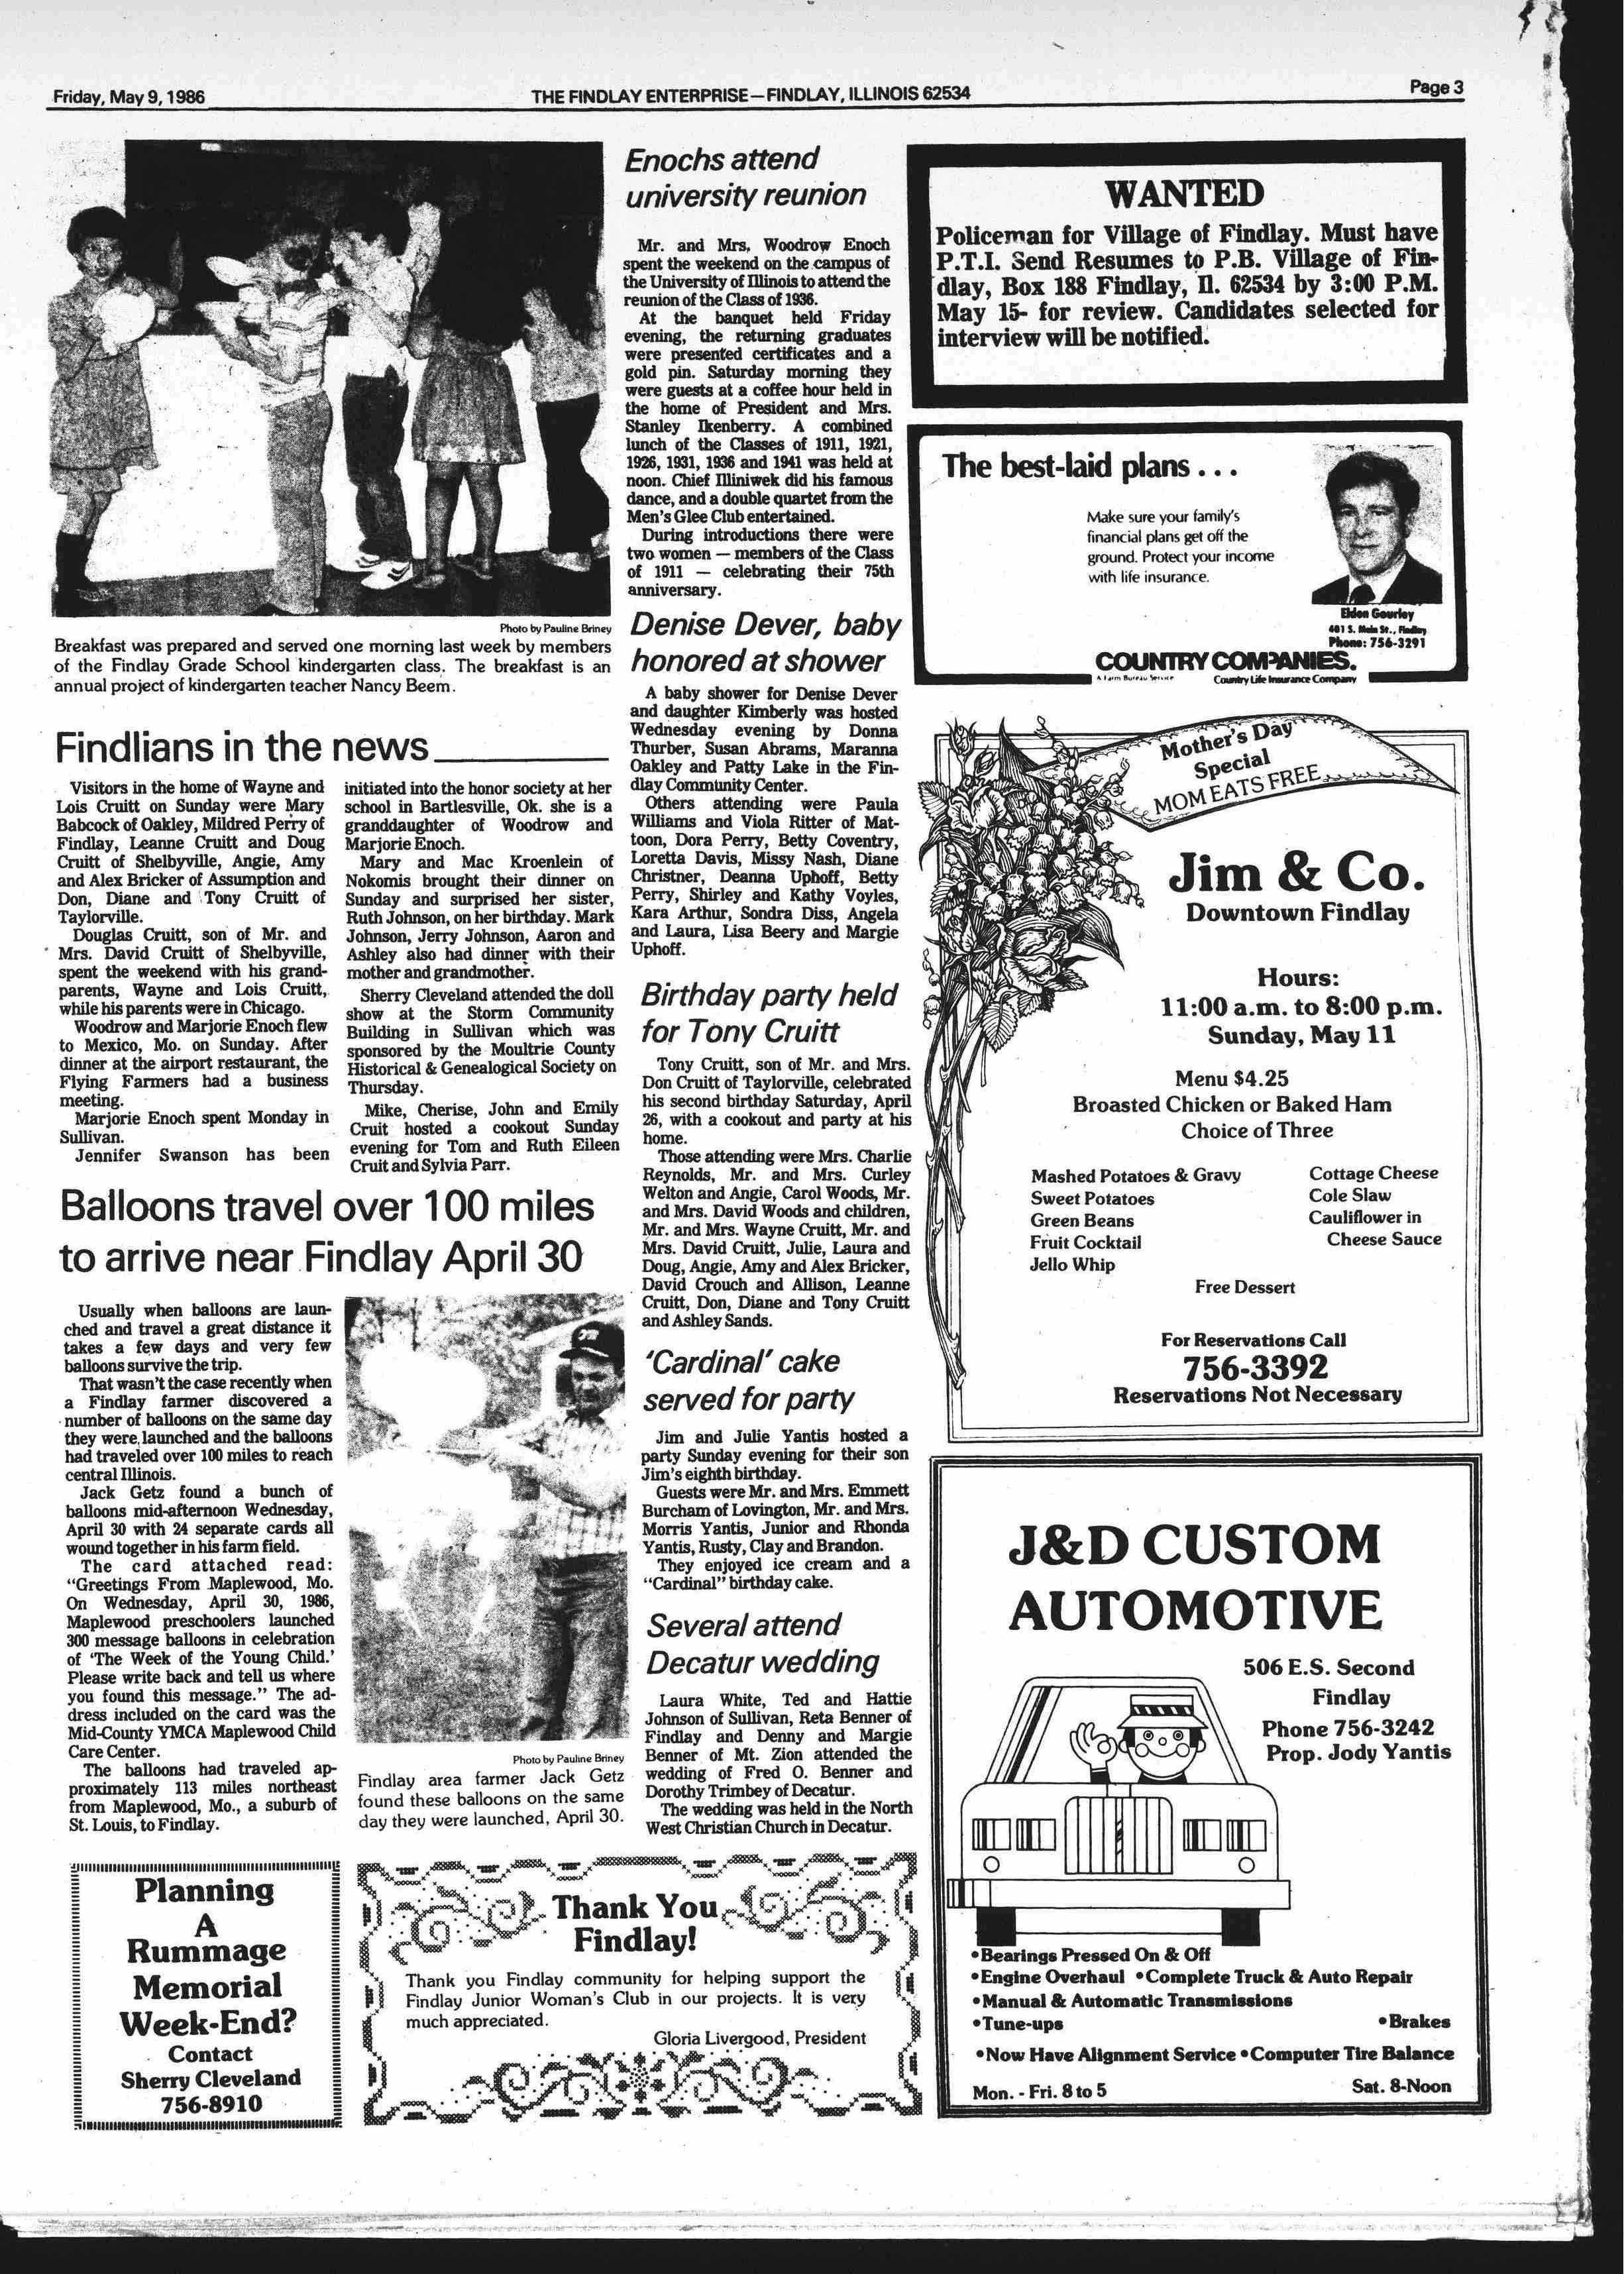 Friday, May 9, 1986
THE FINDLAY ENTERPRISE—FINDLAY, ILLINOIS 62534
Page 3
Photo by Pauline Briney
Breakfast was prepared and served one morning last week by members
of the Findlay Grade School kindergarten class. The breakfast is an
annual project of kindergarten teacher Nancy Beem.
Findlians in the news
Visitors in the home of Wayne and
Lois Cruitt on Sunday were Mary
Babcock of Oakley, Mildred Perry of
Findlay, Leanne Cruitt and Doug
Cruitt of Shelbyville, Angie, Amy
and Alex Bricker of Assumption and
Don, Diane and Tony Cruitt of
Taylorville.
Douglas Cruitt, son of Mr. and
Mrs. David Cruitt of Shelbyville,
spent the weekend with his grand-
parents, Wayne and Lois Cruitt,
while his parents were in Chicago.
Woodrow and Marjorie Enoch flew
to Mexico, Mo. on Sunday. After
dinner at the airport restaurant, the
Flying Farmers had a business
meeting.
Marjorie Enoch spent Monday in
Sullivan.
Jennifer Swanson has been
initiated into the honor society at her
school in Bartlesville, Ok. she is a
granddaughter of Woodrow and
Marjorie Enoch.
Mary and Mac Kroenlein of
Nokomis brought their dinner on
Sunday and surprised her sister,
Ruth Johnson, on her birthday. Mark
Johnson, Jerry Johnson, Aaron and
Ashley also had dinner with their
mother and grandmother.
Sherry Cleveland attended the doll
show at the Storm Community
Building in Sullivan which was
sponsored by the Moultrie County
Historical & Genealogical Society on
Thursday.
Mike, Cherise, John and Emily
Cruit hosted a cookout Sunday
evening for Tom and Ruth Eileen
Cruit and Sylvia Parr.
Balloons travel over 100 miles
to arrive near Findlay April 30
Usually when balloons are laun-
ched and travel a great distance it
takes a few days and very few
balloons survive the trip.
That wasn't the case recently when
a Findlay farmer discovered a
number of balloons on the same day
they were launched and the balloons
had traveled over 100 miles to reach
central Illinois.
Jack Getz found a bunch of
balloons mid-afternoon Wednesday,
April 30 with 24 separate cards all
wound together in his farm field.
The card attached read:
"Greetings From Maplewood, Mo.
On Wednesday, April 30, 1986,
Maplewood preschoolers launched
300 message balloons in celebration
of 'The Week of the Young Child.'
Please write back and tell us where
you found this message." The ad-
dress included on the card was the
Mid-County YMCA Maplewood Child
Care Center.
The balloons had traveled ap-
proximately 113 miles northeast
from Maplewood, Mo., a suburb of
St. Louis, to Findlay.
Photo by Pauline Briney
Findlay area farmer Jack Getz
found these balloons on the same
day they were launched, April 30.
Enochs attend
university reunion
Mr. and Mrs. Woodrow Enoch
spent the weekend on the campus of
the University of Illinois to attend the
reunion of the Class of 1936.
At the banquet held Friday
evening, the returning graduates
were presented certificates and a
gold pin. Saturday morning they
were guests at a coffee hour held in
the home of President and Mrs.
Stanley Ikenberry. A combined
lunch of the Classes of 1911, 1921,
1926, 1931, 1936 and 1941 was held at
noon. Chief Illiniwek did his famous
dance, and a double quartet from the
Men's Glee Club entertained.
During introductions there were
two women — members of the Class
of 1911 — celebrating their 75th
anniversary.
Denise Dever, baby
honored at shower
A baby shower for Denise Dever
and daughter Kimberly was hosted
Wednesday evening by Donna
Thurber, Susan Abrams, Maranna
Oakley and Patty Lake in the Fin-
dlay Community Center.
Others attending were Paula
Williams and Viola Ritter of Mat-
toon, Dora Perry, Betty Coventry,
Loretta Davis, Missy Nash, Diane
Christner, Deanna Uphoff, Betty
Perry, Shirley and Kathy Voyles,
Kara Arthur, Sondra Diss, Angela
and Laura, Lisa Beery and Margie
Uphoff.
Birthday party held
for Tony Cruitt
Tony Cruitt, son of Mr. and Mrs.
Don Cruitt of Taylorville, celebrated
his second birthday Saturday, April
26, with a cookout and party at his
home.
Those attending were Mrs. Charlie
Reynolds, Mr. and Mrs. Curley
Welton and Angie, Carol Woods, Mr.
and Mrs. David Woods and children,
Mr. and Mrs. Wayne Cruitt, Mr. and
Mrs. David Cruitt, Julie, Laura and
Doug, Angie, Amy and Alex Bricker,
David Crouch and Allison, Leanne
Cruitt, Don, Diane and Tony Cruitt
and Ashley Sands.
'Cardinal' cake
served for party
Jim and Julie Yantis hosted a
party Sunday evening for their son
Jim's eighth birthday.
Guests were Mr. and Mrs. Emmett
Burcham of Lovington, Mr. and Mrs.
Morris Yantis, Junior and Rhonda
Yantis, Rusty, Clay and Brandon.
They enjoyed ice cream and a
"Cardinal" birthday cake.
Several attend
Decatur wedding
Laura White, Ted and Hattie
Johnson of Sullivan, Reta Benner of
Findlay and Denny and Margie
Benner of Mt. Zion attended the
wedding of Fred O. Benner and
Dorothy Trimbey of Decatur.
The wedding was held in the North
West Christian Church in Decatur.
WANTED
Policeman for Village of Findlay. Must have
P.T.I. Send Resumes to P.B. Village of Fin-
dlay, Box 188 Findlay, Il. 62534 by 3:00 P.M.
May 15- for review. Candidates selected for
interview will be notified.
The best-laid plans . . .
Make sure your family's
financial plans get off the
ground. Protect your income
with life insurance.
Eldon Gourley
401 S. Main St., Findlay
Phone: 756-3291
COUNTRY COMPANIES.
A Farm Bureau Service
Country Life Insurance Company
Mother's Day
Special
MOM EATS FREE
Jim & Co.
Downtown Findlay
Hours:
11:00 a.m. to 8:00 p.m.
Sunday, May 11
Menu $4.25
Broasted Chicken or Baked Ham
Choice of Three
Mashed Potatoes & Gravy
Sweet Potatoes
Green Beans
Fruit Cocktail
Jello Whip
Cottage Cheese
Cole Slaw
Cauliflower in
Cheese Sauce
Free Dessert
For Reservations Call
756-3392
Reservations Not Necessary
J&D CUSTOM
AUTOMOTIVE
506 E.S. Second
Findlay
Phone 756-3242
Prop. Jody Yantis
•Bearings Pressed On & Off
•Engine Overhaul •Complete Truck & Auto Repair
•Manual & Automatic Transmissions
•Tune-ups •Brakes
•Now Have Alignment Service •Computer Tire Balance
Mon. - Fri. 8 to 5 Sat. 8-Noon
Planning
A
Rummage
Memorial
Week-End?
Contact
Sherry Cleveland
756-8910
Thank You
Findlay!
Thank you Findlay community for helping support the
Findlay Junior Woman's Club in our projects. It is very
much appreciated.
Gloria Livergood, President